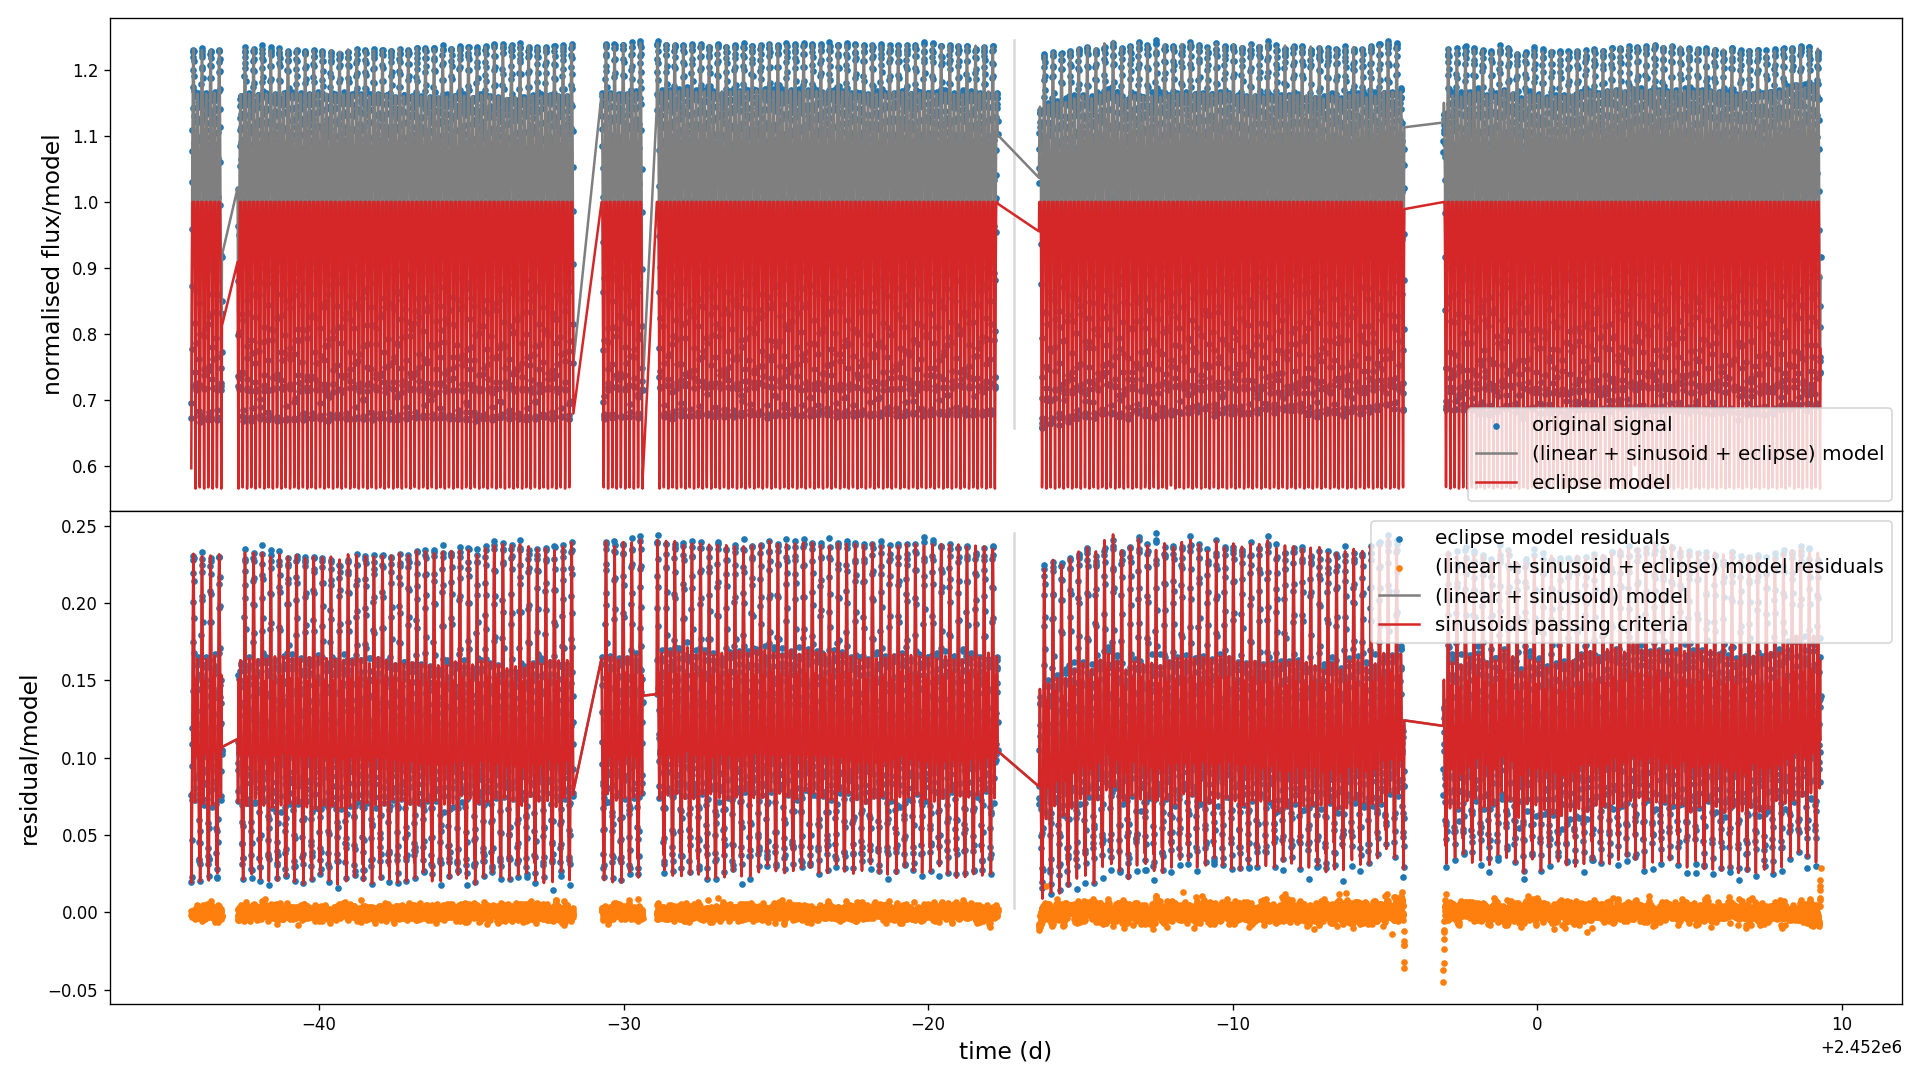 normalised flux/model
1.2
1.1
1.0
0.9
0.8
0.7
0.6
original signal
(linear + sinusoid + eclipse) model
eclipse model
residual/model
0.25
0.20
0.15
0.10
0.05
0.00
−0.05
eclipse model residuals
(linear + sinusoid + eclipse) model residuals
(linear + sinusoid) model
sinusoids passing criteria
−40 −30 −20 −10 0 10
+2.452e6
time (d)